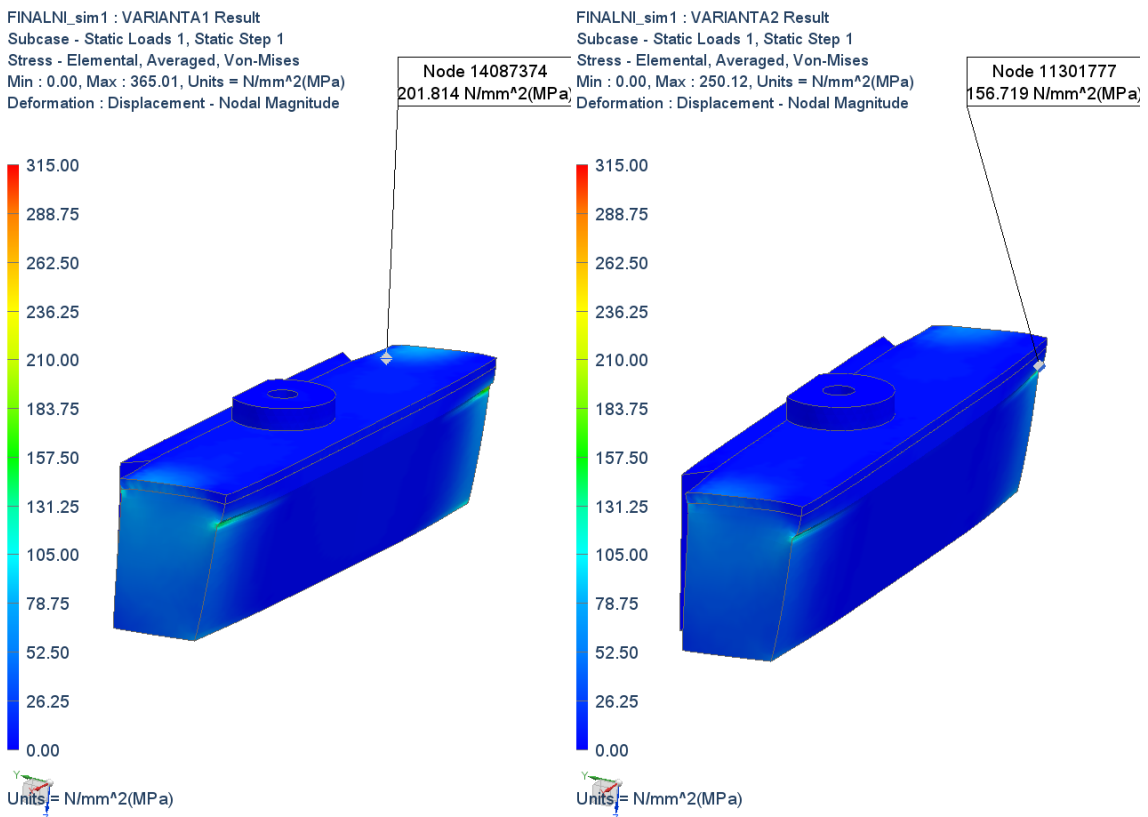 FINALNI_sim1 : VARIANTA1 Result
Subcase - Static Loads 1, Static Step 1
Stress - Elemental, Averaged, Von-Mises
Min : 0.00, Max : 365.01, Units = N/mm^2(MPa)
Deformation : Displacement - Nodal Magnitude
Node 14087374
201.814 N/mm^2(MPa)
315.00
288.75
262.50
236.25
210.00
183.75
157.50
131.25
105.00
78.75
52.50
26.25
0.00
Y
Z
Units = N/mm^2(MPa)
FINALNI_sim1 : VARIANTA2 Result
Subcase - Static Loads 1, Static Step 1
Stress - Elemental, Averaged, Von-Mises
Min : 0.00, Max : 250.12, Units = N/mm^2(MPa)
Deformation : Displacement - Nodal Magnitude
Node 11301777
156.719 N/mm^2(MPa)
315.00
288.75
262.50
236.25
210.00
183.75
157.50
131.25
105.00
78.75
52.50
26.25
0.00
Y
Z
Units = N/mm^2(MPa)